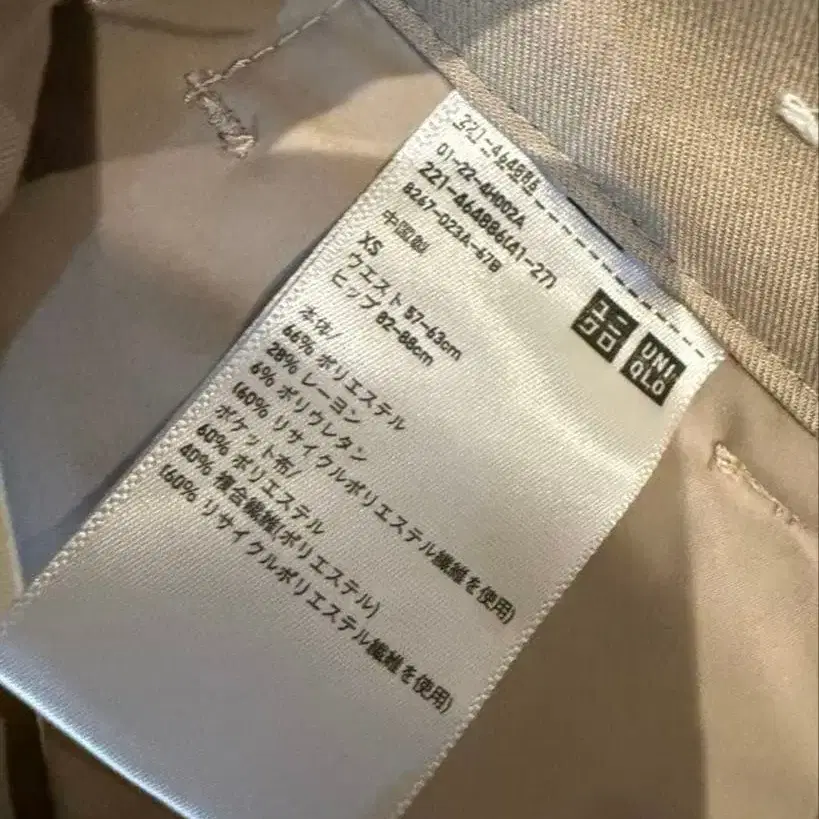 221-464886
01-22-4H002A
221-464886(41-27)
8267-023A-67B
中国製
XS
ウエスト 57-63cm
ヒップ 82-88cm
本体/
66% ポリエステル
28% レーヨン
6% ポリウレタン
(60% リサイクルポリエステル繊維を使用)
ポケット布/
60% ポリエステル
40% 複合繊維(ポリエステル)
(60% リサイクルポリエステル繊維を使用)
ユニ
クロ
UNI
QLO